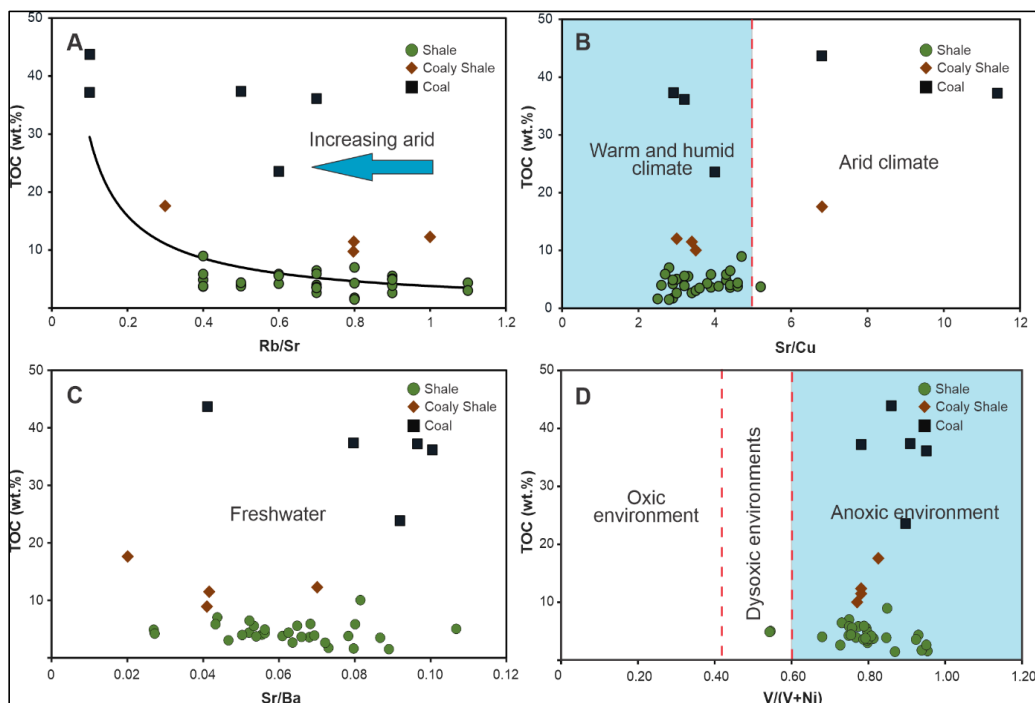 A
Shale
Coaly Shale
Coal
Increasing arid
TOC (wt.%)
50
40
30
20
10
0
0
0.2
0.4
0.6
0.8
1
1.2
Rb/Sr
B
Shale
Coaly Shale
Coal
Warm and humid
climate
Arid climate
TOC (wt.%)
50
40
30
20
10
0
0
2
4
6
8
10
12
Sr/Cu
C
Shale
Coaly Shale
Coal
Freshwater
TOC (wt.%)
50
40
30
20
10
0.00
0.02
0.04
0.06
0.08
0.10
0.12
Sr/Ba
D
Shale
Coaly Shale
Coal
Oxic
environment
Dysoxic environments
Anoxic environment
TOC (wt.%)
50
40
30
20
10
0
0.00
0.20
0.40
0.60
0.80
1.00
1.20
V/(V+Ni)